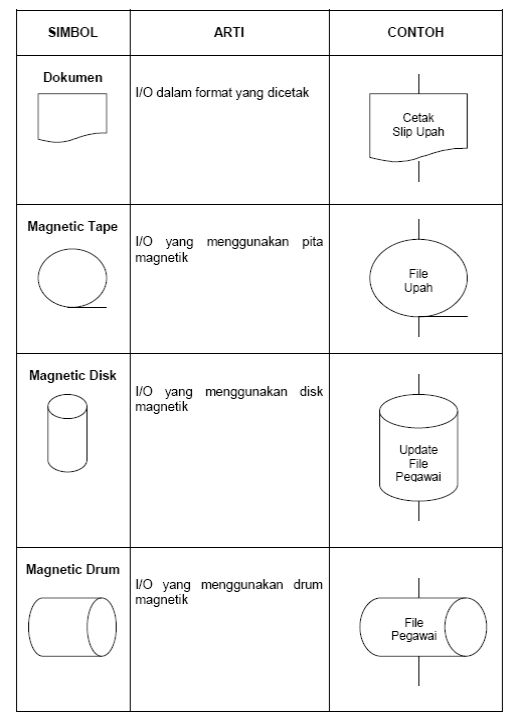 SIMBOL
ARTI
CONTOH
Dokumen
I/O dalam format yang dicetak
Cetak
Slip Upah
Magnetic Tape
I/O yang menggunakan pita
magnetik
File
Upah
Magnetic Disk
I/O yang menggunakan disk
magnetik
Update
File
Pegawai
Magnetic Drum
I/O yang menggunakan drum
magnetik
File
Pegawai